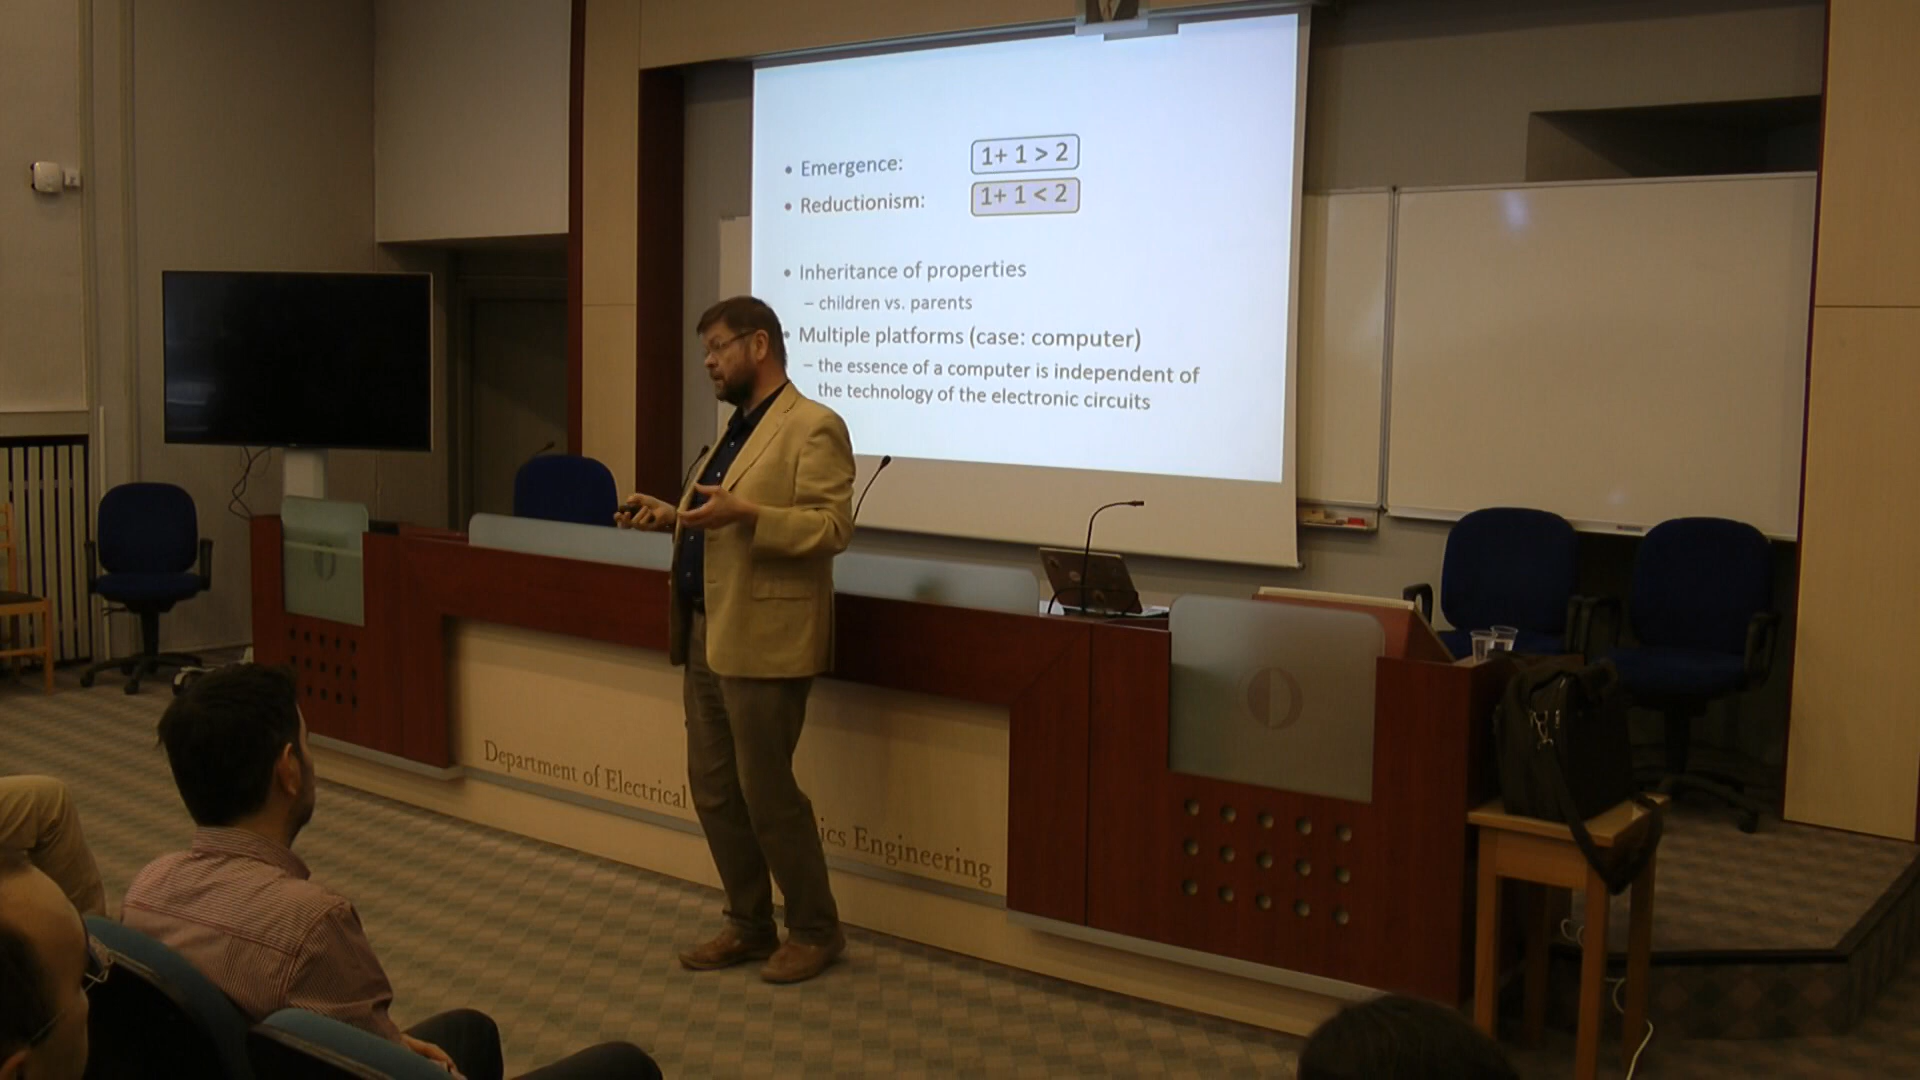 • Emergence: 1+ 1 > 2
• Reductionism: 1+ 1 < 2
• Inheritance of properties
– children vs. parents
• Multiple platforms (case: computer)
– the essence of a computer is independent of
the technology of the electronic circuits
Department of Electrical ics Engineering